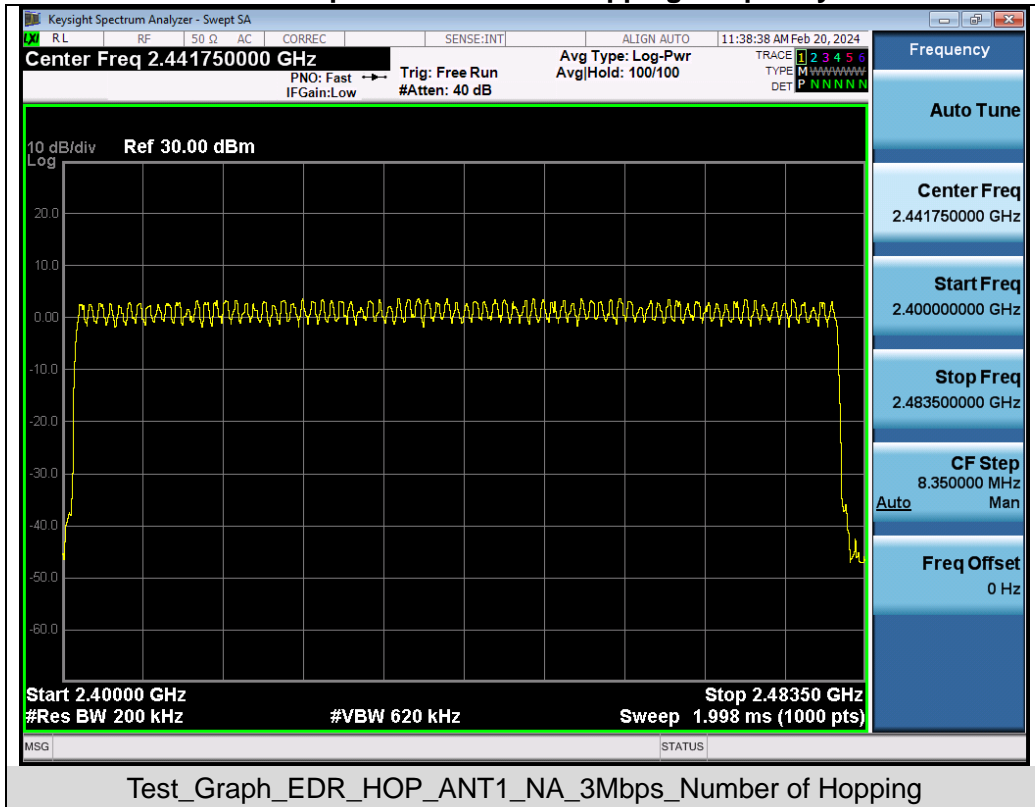 Keysight Spectrum Analyzer - Swept SA
LXI RL RF 50 Ω AC CORREC SENSE:INT ALIGN AUTO 11:38:38 AM Feb 20, 2024
Center Freq 2.441750000 GHz
PNO: Fast
IFGain:Low
Trig: Free Run
#Atten: 40 dB
Avg Type: Log-Pwr
Avg|Hold: 100/100
TRACE 1 2 3 4 5 6
TYPE M WWWWW
DET P N N N N N
10 dB/div
Log
Ref 30.00 dBm
20.0
10.0
0.00
-10.0
-20.0
-30.0
-40.0
-50.0
-60.0
Start 2.40000 GHz
Stop 2.48350 GHz
#Res BW 200 kHz
#VBW 620 kHz
Sweep 1.998 ms (1000 pts)
MSG
STATUS
Frequency
Auto Tune
Center Freq
2.441750000 GHz
Start Freq
2.400000000 GHz
Stop Freq
2.483500000 GHz
CF Step
8.350000 MHz
Auto Man
Freq Offset
0 Hz
Test_Graph_EDR_HOP_ANT1_NA_3Mbps_Number of Hopping